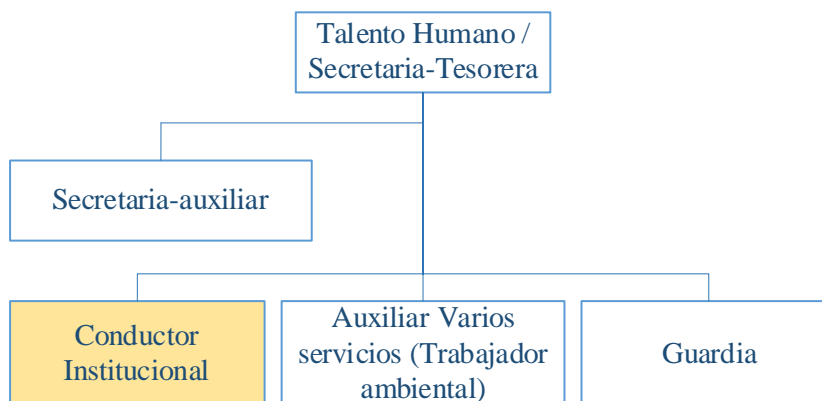 Talento Humano /
Secretaria-Tesorera
Secretaria-auxiliar
Conductor
Institucional
Auxiliar Varios
servicios (Trabajador
ambiental)
Guardia